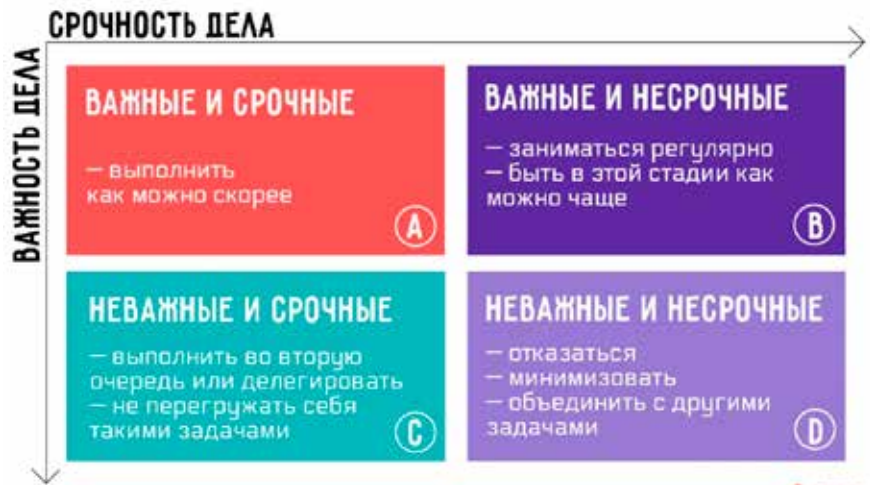 СРОЧНОСТЬ ДЕЛА
ВАЖНОСТЬ ДЕЛА
ВАЖНЫЕ И СРОЧНЫЕ
— выполнить
как можно скорее
A
ВАЖНЫЕ И НЕСРОЧНЫЕ
— заниматься регулярно
— быть в этой стадии как
можно чаще
B
НЕВАЖНЫЕ И СРОЧНЫЕ
— выполнить во вторую
очередь или делегировать
— не перегружать себя
такими задачами
C
НЕВАЖНЫЕ И НЕСРОЧНЫЕ
— отказаться
— минимизовать
— объединить с другими
задачами
D